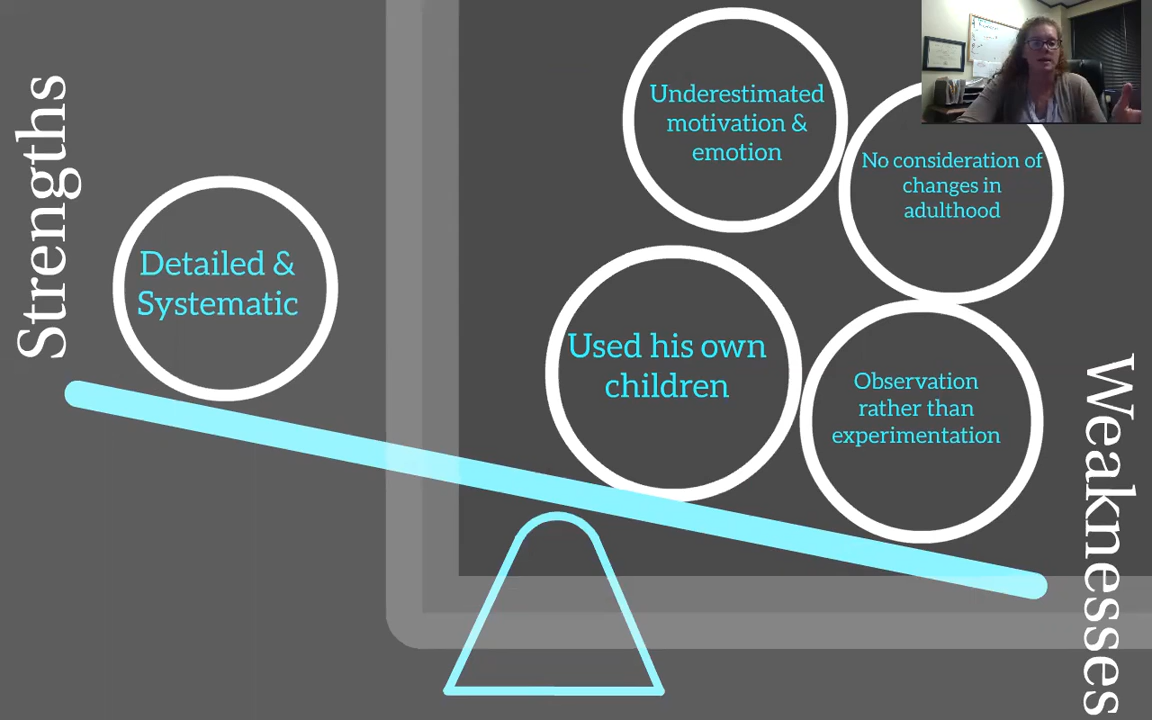 Strengths
Detailed &
Systematic
Underestimated
motivation &
emotion
No consideration of
changes in
adulthood
Used his own
children
Observation
rather than
experimentation
Weaknesses